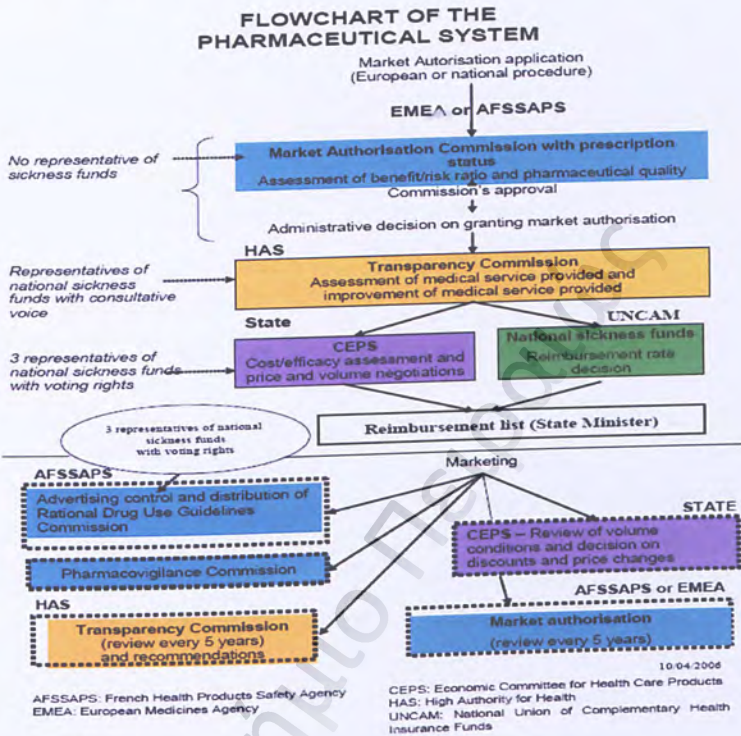 FLOWCHART OF THE
PHARMACEUTICAL SYSTEM
Market Autorisation application
(European or national procedure)
EMEA or AFSSAPS
No representative of
sickness funds
Market Authorisation Commission with prescription
status
Assessment of benefit/risk ratio and pharmaceutical quality
Commission's approval
Administrative decision on granting market authorisation
HAS
Representatives of
national sickness
funds with consultative
voice
Transparency Commission
Assessment of medical service provided and
improvement of medical service provided
State
UNCAM
3 representatives of
national sickness funds
with voting rights
CEPS
Cost/efficacy assessment and
price and volume negotiations
National sickness funds
Reimbursement rate
decision
Reimbursement list (State Minister)
3 representatives of national
sickness funds
with voting rights
Marketing
AFSSAPS
Advertising control and distribution of
Rational Drug Use Guidelines
Commission
STATE
CEPS – Review of volume
conditions and decision on
discounts and price changes
Pharmacovigilance Commission
AFSSAPS or EMEA
HAS
Transparency Commission
(review every 5 years)
and recommendations
Market authorisation
(review every 5 years)
10/04/2006
AFSSAPS: French Health Products Safety Agency
EMEA: European Medicines Agency
CEPS: Economic Committee for Health Care Products
HAS: High Authority for Health
UNCAM: National Union of Complementary Health
Insurance Funds